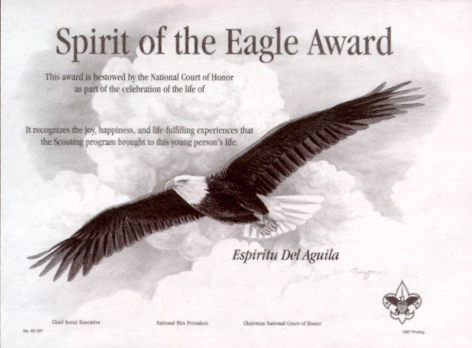 Spirit of the Eagle Award
This award is bestowed by the National Court of Honor
as part of the celebration of the life of
It recognizes the joy, happiness, and life-fulfilling experiences that
the Scouting program brought to this young person's life.
Espiritu Del Aguila
Chief Scout Executive
National BSA President
Chairman National Court of Honor
1997 Printing